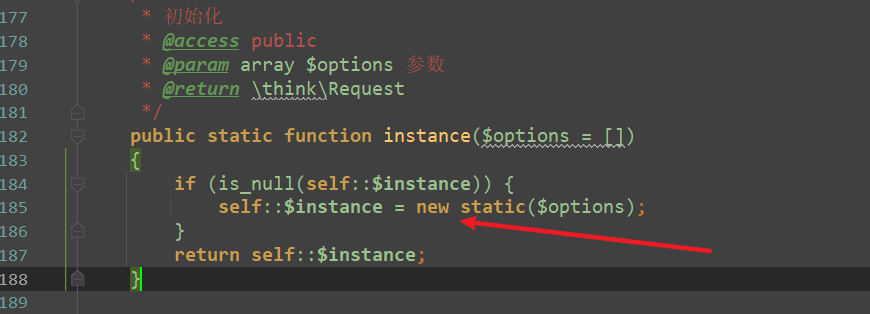 177 * 初始化
178 * @access public
179 * @param array $options 参数
180 * @return \think\Request
181 */
182 public static function instance($options = [])
183 {
184 if (is_null(self::$instance)) {
185 self::$instance = new static($options);
186 }
187 return self::$instance;
188 }
189